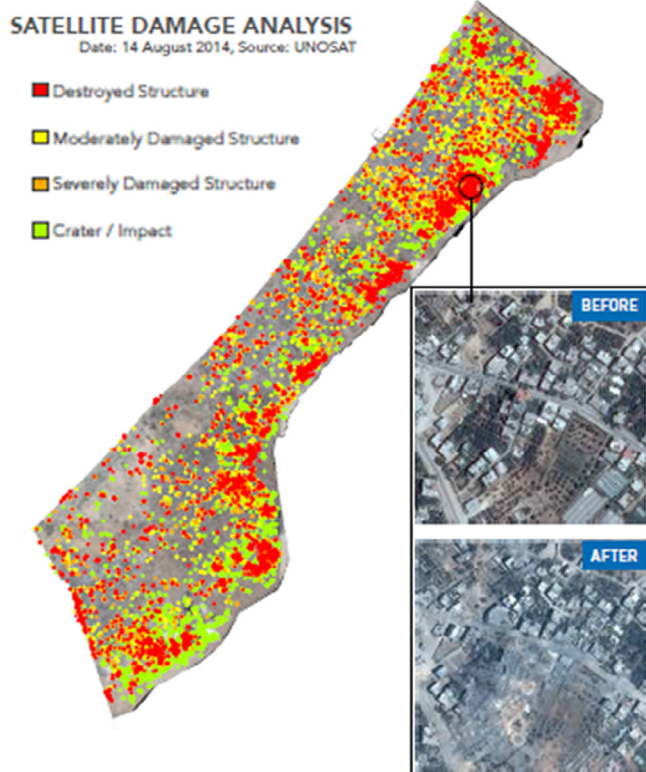 SATELLITE DAMAGE ANALYSIS
Date: 14 August 2014, Source: UNOSAT
Destroyed Structure
Moderately Damaged Structure
Severely Damaged Structure
Crater / Impact
BEFORE
AFTER